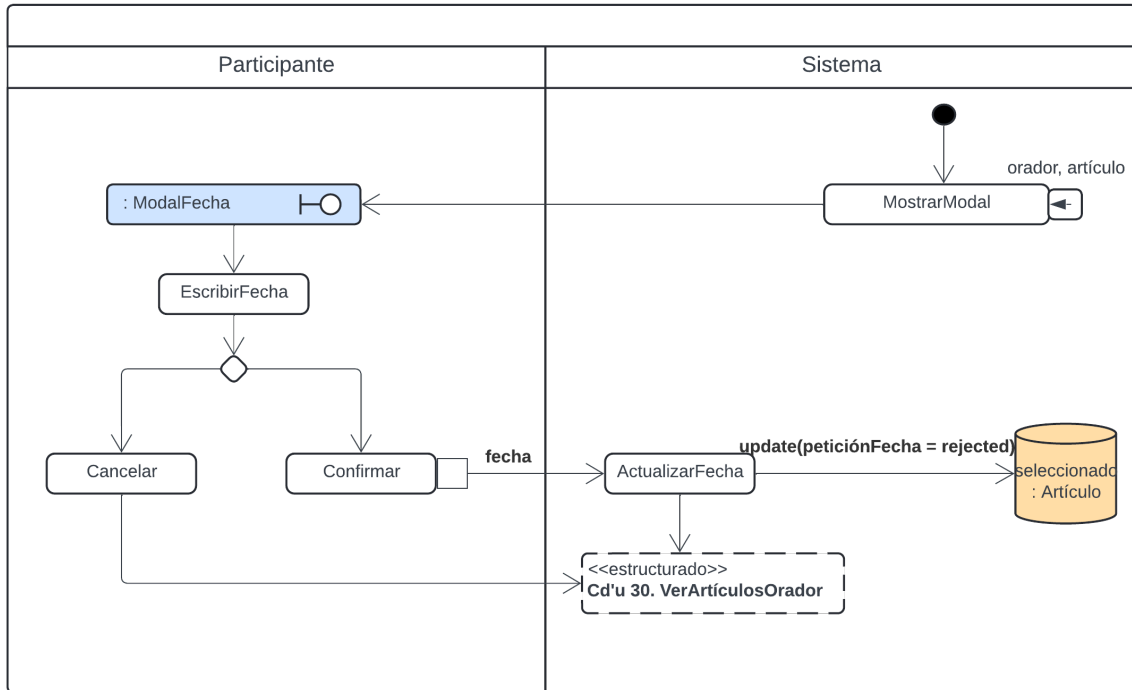 Participante
Sistema
orador, artículo
: ModalFecha
MostrarModal
EscribirFecha
update(peticiónFecha = rejected)
Cancelar
Confirmar
fecha
ActualizarFecha
seleccionado
: Artículo
<<estructurado>>
Cd'u 30. VerArtículosOrador